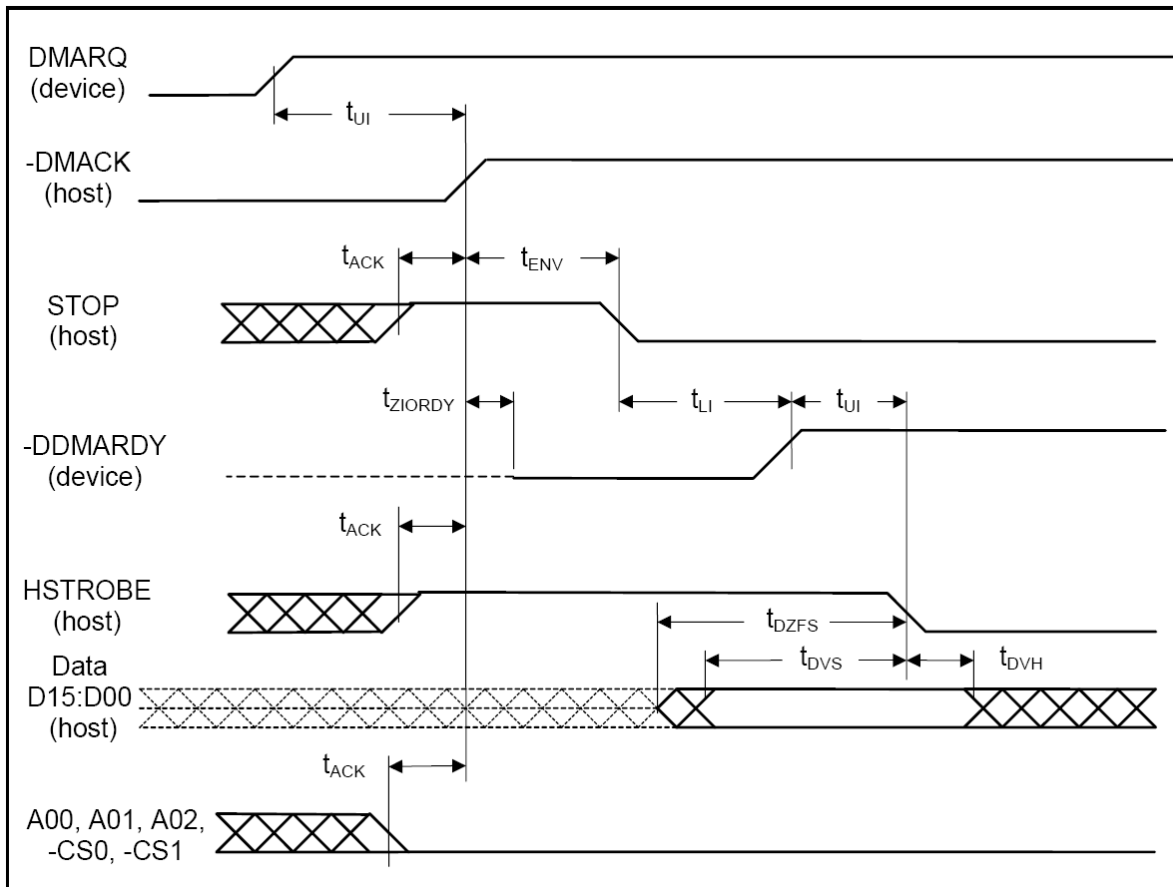 DMARQ
(device)
tUI
-DMACK
(host)
tACK
tENV
STOP
(host)
tZIORDY
tLI
tUI
-DDMARDY
(device)
tACK
HSTROBE
(host)
tDZFS
tDVS
tDVH
Data
D15:D00
(host)
tACK
A00, A01, A02,
-CS0, -CS1